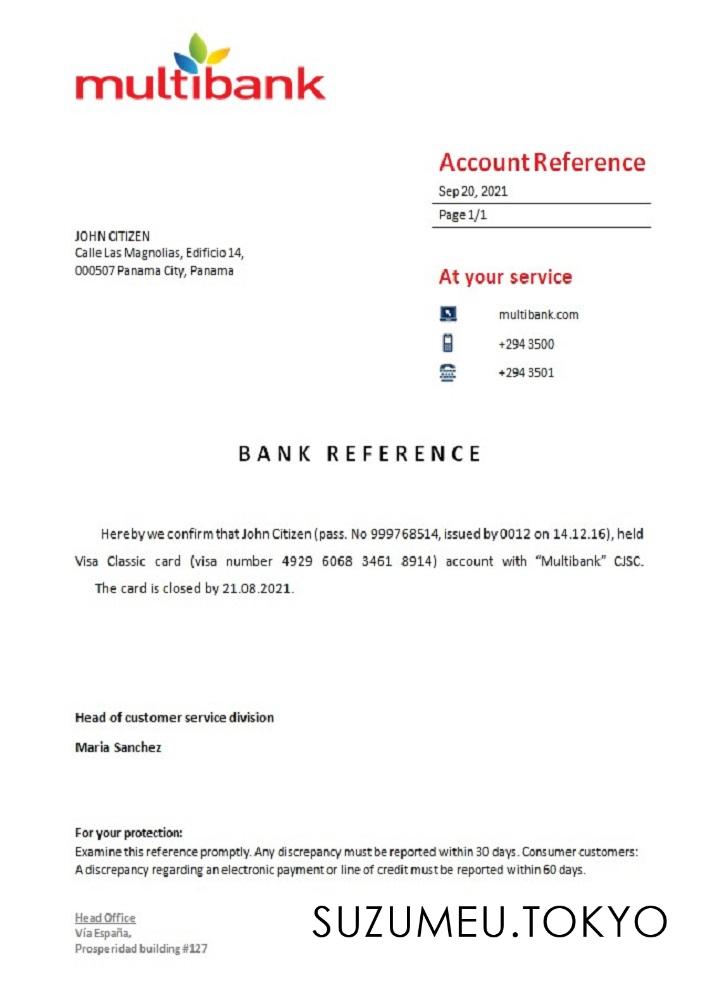 multibank
Account Reference
Sep 20, 2021
Page 1/1
JOHN CITIZEN
Calle Las Magnolias, Edificio 14,
000507 Panama City, Panama
At your service
multibank.com
+294 3500
+294 3501
BANK REFERENCE
Hereby we confirm that John Citizen (pass. No 999768514, issued by 0012 on 14.12.16), held
Visa Classic card (visa number 4929 6068 3461 8914) account with “Multibank” CJSC.
The card is closed by 21.08.2021.
Head of customer service division
Maria Sanchez
For your protection:
Examine this reference promptly. Any discrepancy must be reported within 30 days. Consumer customers:
A discrepancy regarding an electronic payment or line of credit must be reported within 60 days.
Head Office
Vía España,
Prosperidad building #127
SUZUMEU.TOKYO